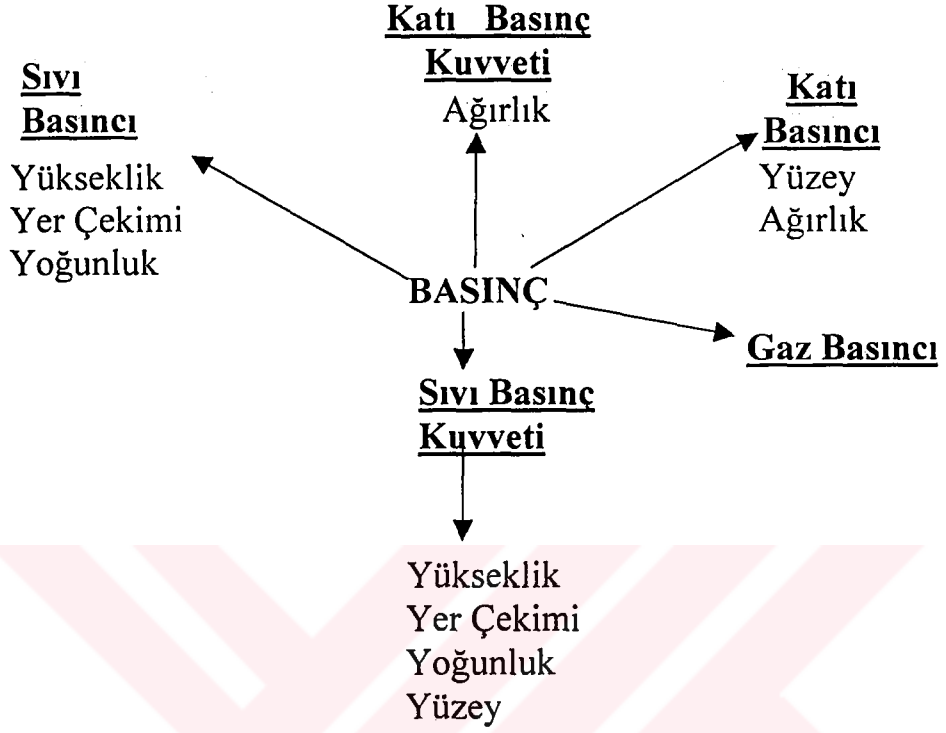 Katı Basınç
Kuvveti
Ağırlık
Sıvı
Basıncı
Yükseklik
Yer Çekimi
Yoğunluk
Katı
Basıncı
Yüzey
Ağırlık
BASINÇ
Gaz Basıncı
Sıvı Basınç
Kuvveti
Yükseklik
Yer Çekimi
Yoğunluk
Yüzey